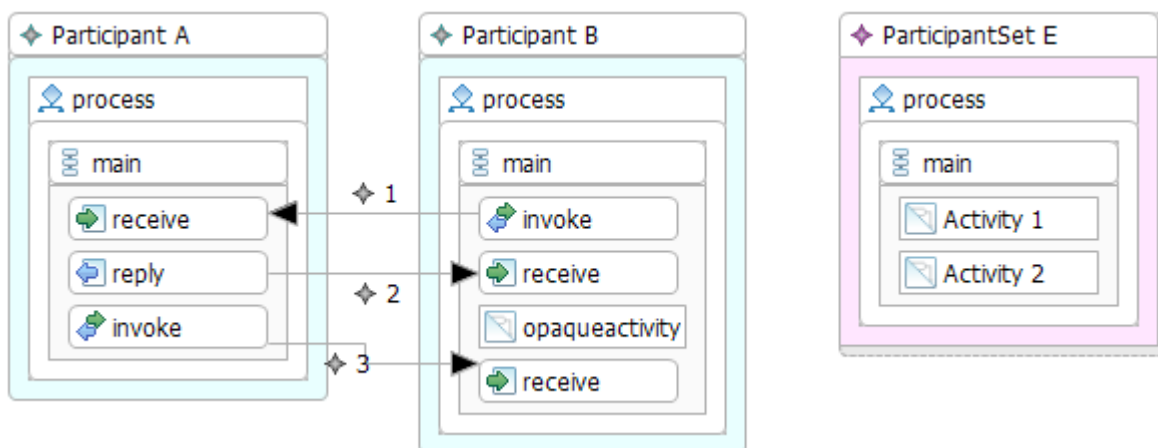 Participant A
process
main
receive
reply
invoke
1
2
3
Participant B
process
main
invoke
receive
opaqueactivity
receive
ParticipantSet E
process
main
Activity 1
Activity 2